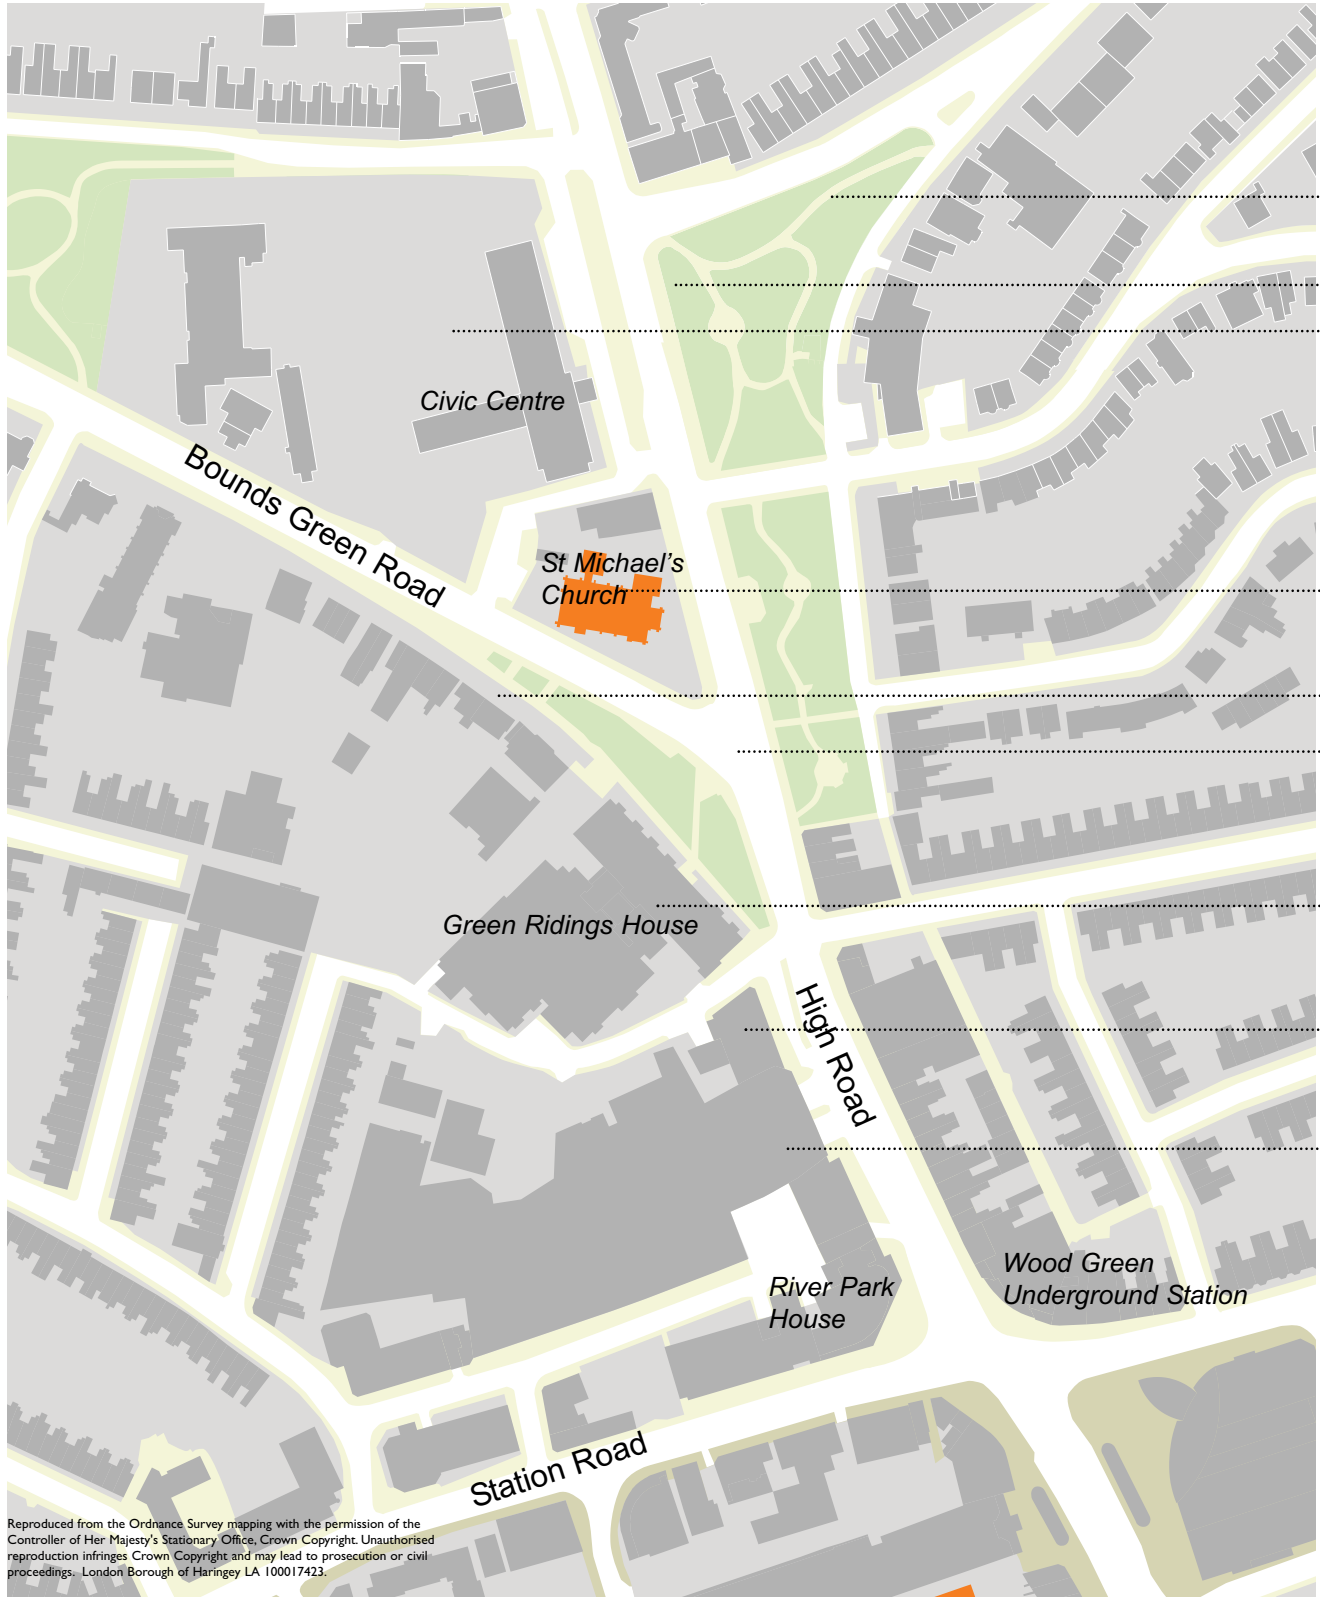 Civic Centre
Bounds Green Road
St Michael's
Church
Green Ridings House
High Road
Wood Green
Underground Station
River Park
House
Station Road
Reproduced from the Ordnance Survey mapping with the permission of the
Controller of Her Majesty's Stationary Office, Crown Copyright. Unauthorised
reproduction infringes Crown Copyright and may lead to prosecution or civil
proceedings. London Borough of Haringey LA 100017423.